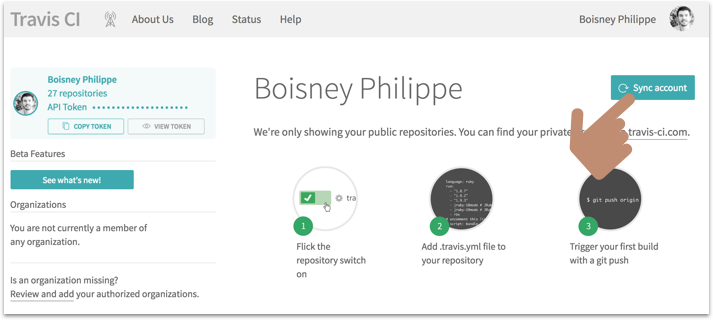 Travis CI
About Us
Blog
Status
Help
Boisney Philippe
Boisney Philippe
27 repositories
API Token
COPY TOKEN
VIEW TOKEN
Beta Features
See what's new!
Organizations
You are not currently a member of
any organization.
Is an organization missing?
Review and add your authorized organizations.
Boisney Philippe
Sync account
We're only showing your public repositories. You can find your private travis-ci.com.
tra
1
Flick the
repository switch
on
language: ruby
2
Add .travis.yml file to
your repository
$ git push origin
3
Trigger your first build
with a git push